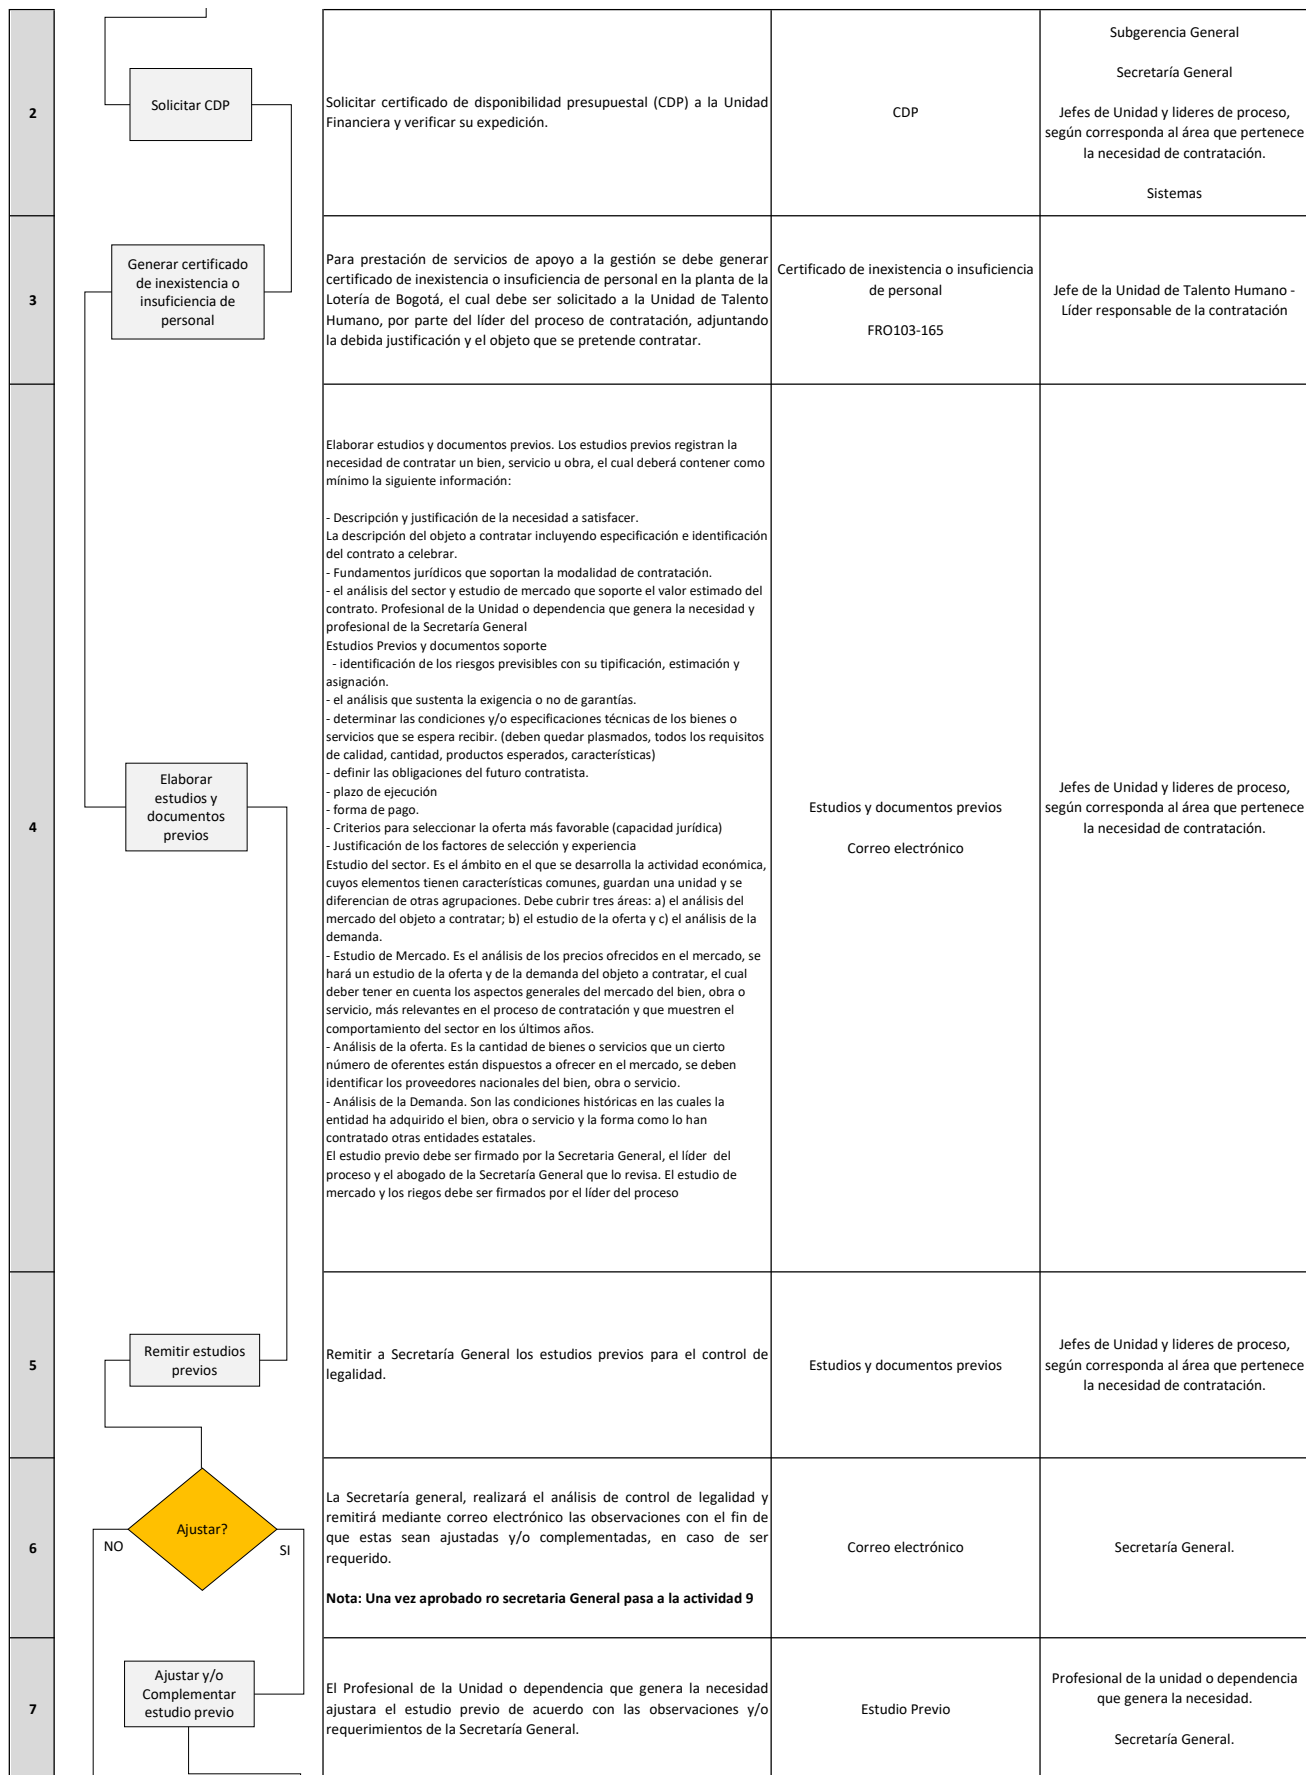 2
Solicitar CDP
Solicitar certificado de disponibilidad presupuestal (CDP) a la Unidad
Financiera y verificar su expedición.
CDP
Subgerencia General
Secretaría General
Jefes de Unidad y lideres de proceso,
según corresponda al área que pertenece
la necesidad de contratación.
Sistemas
3
Generar certificado
de inexistencia o
insuficiencia de
personal
Para prestación de servicios de apoyo a la gestión se debe generar
certificado de inexistencia o insuficiencia de personal en la planta de la
Lotería de Bogotá, el cual debe ser solicitado a la Unidad de Talento
Humano, por parte del líder del proceso de contratación, adjuntando
la debida justificación y el objeto que se pretende contratar.
Certificado de inexistencia o insuficiencia
de personal
FRO103-165
Jefe de la Unidad de Talento Humano -
Líder responsable de la contratación
4
Elaborar
estudios y
documentos
previos
Elaborar estudios y documentos previos. Los estudios previos registran la
necesidad de contratar un bien, servicio u obra, el cual deberá contener como
mínimo la siguiente información:
- Descripción y justificación de la necesidad a satisfacer.
La descripción del objeto a contratar incluyendo especificación e identificación
del contrato a celebrar.
- Fundamentos jurídicos que soportan la modalidad de contratación.
- el análisis del sector y estudio de mercado que soporte el valor estimado del
contrato. Profesional de la Unidad o dependencia que genera la necesidad y
profesional de la Secretaría General
Estudios Previos y documentos soporte
- identificación de los riesgos previsibles con su tipificación, estimación y
asignación.
- el análisis que sustenta la exigencia o no de garantías.
- determinar las condiciones y/o especificaciones técnicas de los bienes o
servicios que se espera recibir. (deben quedar plasmados, todos los requisitos
de calidad, cantidad, productos esperados, características)
- definir las obligaciones del futuro contratista.
- plazo de ejecución
- forma de pago.
- Criterios para seleccionar la oferta más favorable (capacidad jurídica)
- Justificación de los factores de selección y experiencia
Estudio del sector. Es el ámbito en el que se desarrolla la actividad económica,
cuyos elementos tienen características comunes, guardan una unidad y se
diferencian de otras agrupaciones. Debe cubrir tres áreas: a) el análisis del
mercado del objeto a contratar; b) el estudio de la oferta y c) el análisis de la
demanda.
- Estudio de Mercado. Es el análisis de los precios ofrecidos en el mercado, se
hará un estudio de la oferta y de la demanda del objeto a contratar, el cual
deber tener en cuenta los aspectos generales del mercado del bien, obra o
servicio, más relevantes en el proceso de contratación y que muestren el
comportamiento del sector en los últimos años.
- Análisis de la oferta. Es la cantidad de bienes o servicios que un cierto
número de oferentes están dispuestos a ofrecer en el mercado, se deben
identificar los proveedores nacionales del bien, obra o servicio.
- Análisis de la Demanda. Son las condiciones históricas en las cuales la
entidad ha adquirido el bien, obra o servicio y la forma como lo han
contratado otras entidades estatales.
El estudio previo debe ser firmado por la Secretaria General, el líder del
proceso y el abogado de la Secretaría General que lo revisa. El estudio de
mercado y los riegos debe ser firmados por el líder del proceso
Estudios y documentos previos
Correo electrónico
Jefes de Unidad y lideres de proceso,
según corresponda al área que pertenece
la necesidad de contratación.
5
Remitir estudios
previos
Remitir a Secretaría General los estudios previos para el control de
legalidad.
Estudios y documentos previos
Jefes de Unidad y lideres de proceso,
según corresponda al área que pertenece
la necesidad de contratación.
6
Ajustar?
NO
SI
La Secretaría general, realizará el análisis de control de legalidad y
remitirá mediante correo electrónico las observaciones con el fin de
que estas sean ajustadas y/o complementadas, en caso de ser
requerido.
Nota: Una vez aprobado ro secretaria General pasa a la actividad 9
Correo electrónico
Secretaría General.
7
Ajustar y/o
Complementar
estudio previo
El Profesional de la Unidad o dependencia que genera la necesidad
ajustara el estudio previo de acuerdo con las observaciones y/o
requerimientos de la Secretaría General.
Estudio Previo
Profesional de la unidad o dependencia
que genera la necesidad.
Secretaría General.